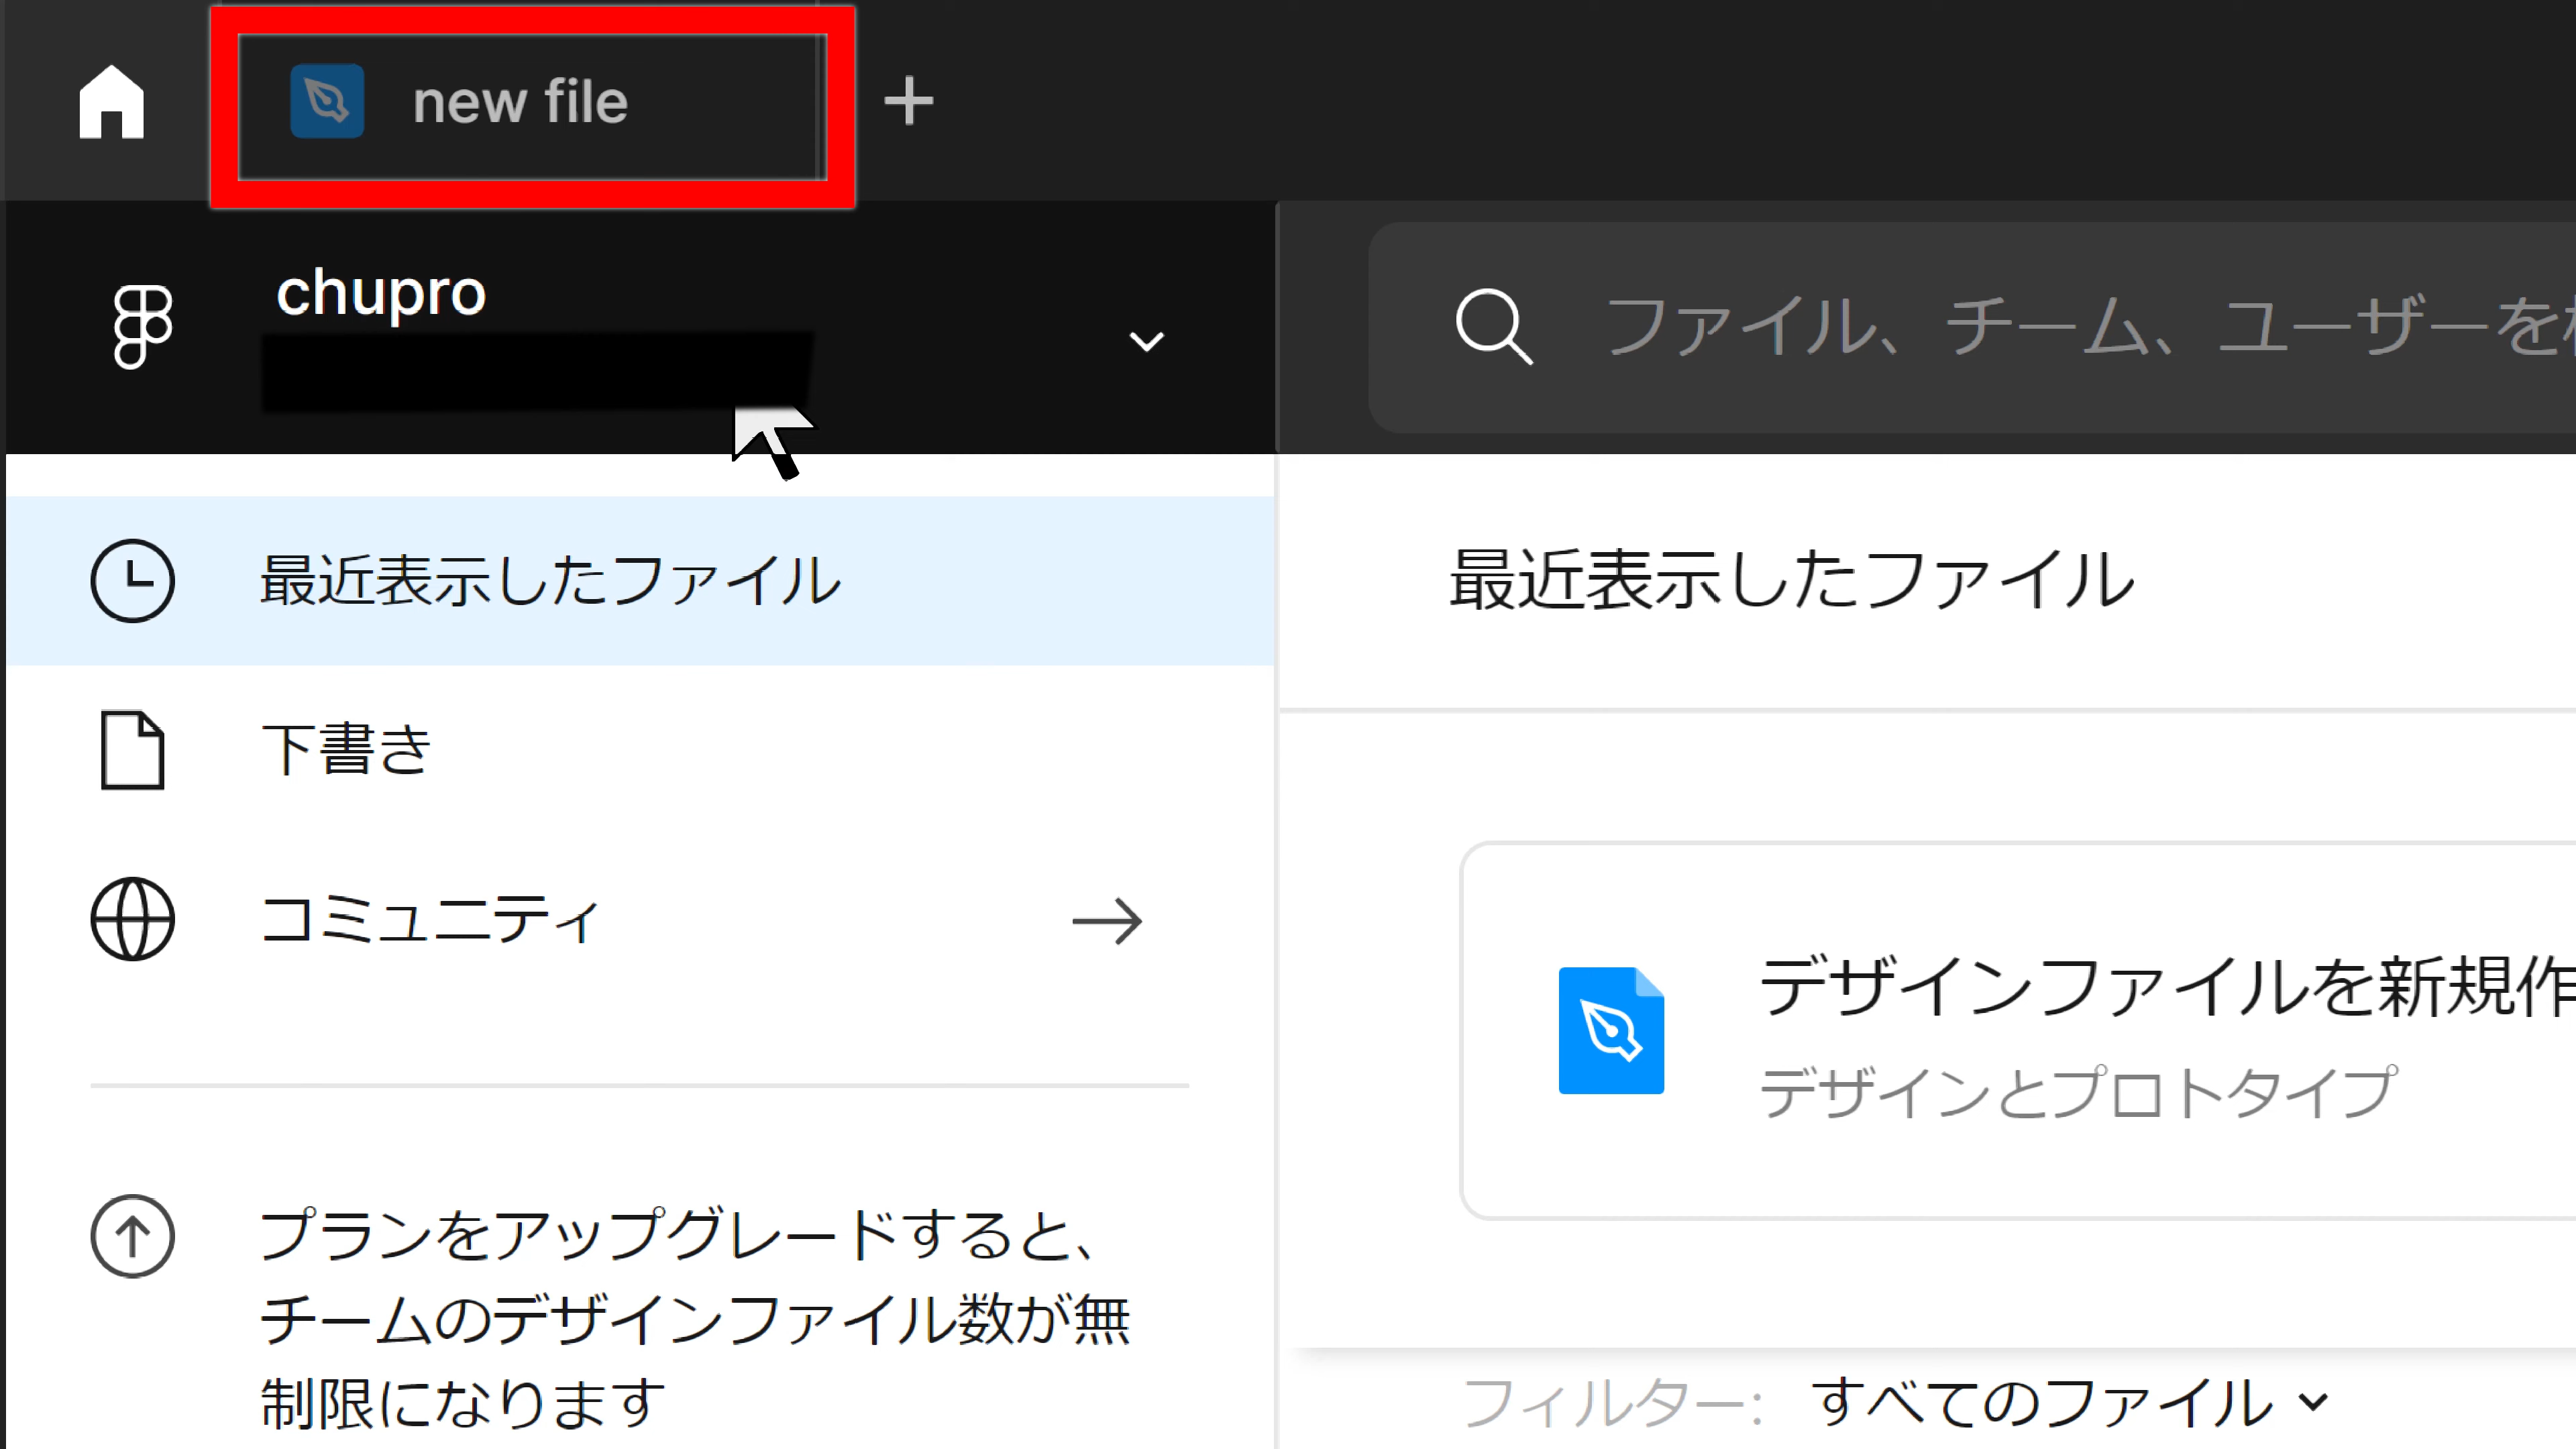 new file
chupro
ファイル、チーム、ユーザーを
最近表示したファイル
下書き
コミュニティ
プランをアップグレードすると、
チームのデザインファイル数が無
制限になります
最近表示したファイル
デザインファイルを新規作
デザインとプロトタイプ
フィルター: すべてのファイル